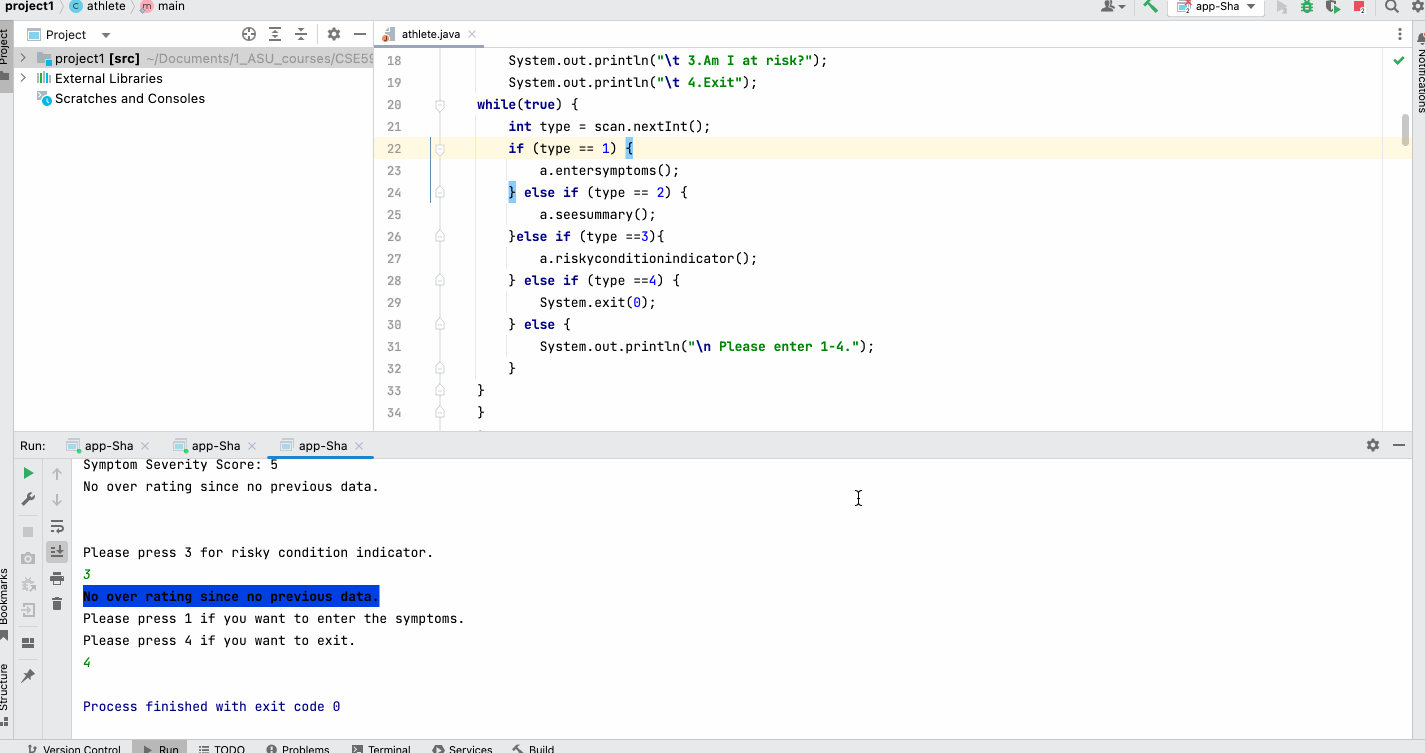 project1 athlete main
app-Sha
Project
athlete.java
Project
project1 [src] ~/Documents/1_ASU_courses/CSE59
External Libraries
Scratches and Consoles
Notifications
18 System.out.println("\t 3.Am I at risk?");
19 System.out.println("\t 4.Exit");
20 while(true) {
21 int type = scan.nextInt();
22 if (type == 1) {
23 a.entersymptoms();
24 } else if (type == 2) {
25 a.seesummary();
26 }else if (type ==3){
27 a.riskyconditionindicator();
28 } else if (type ==4) {
29 System.exit(0);
30 } else {
31 System.out.println("\n Please enter 1-4.");
32 }
33 }
34 }
Run: app-Sha app-Sha app-Sha
Symptom Severity Score: 5
No over rating since no previous data.
Please press 3 for risky condition indicator.
3
No over rating since no previous data.
Please press 1 if you want to enter the symptoms.
Please press 4 if you want to exit.
4
Process finished with exit code 0
Bookmarks
Structure
Version Control Run TODO Problems Terminal Services Build